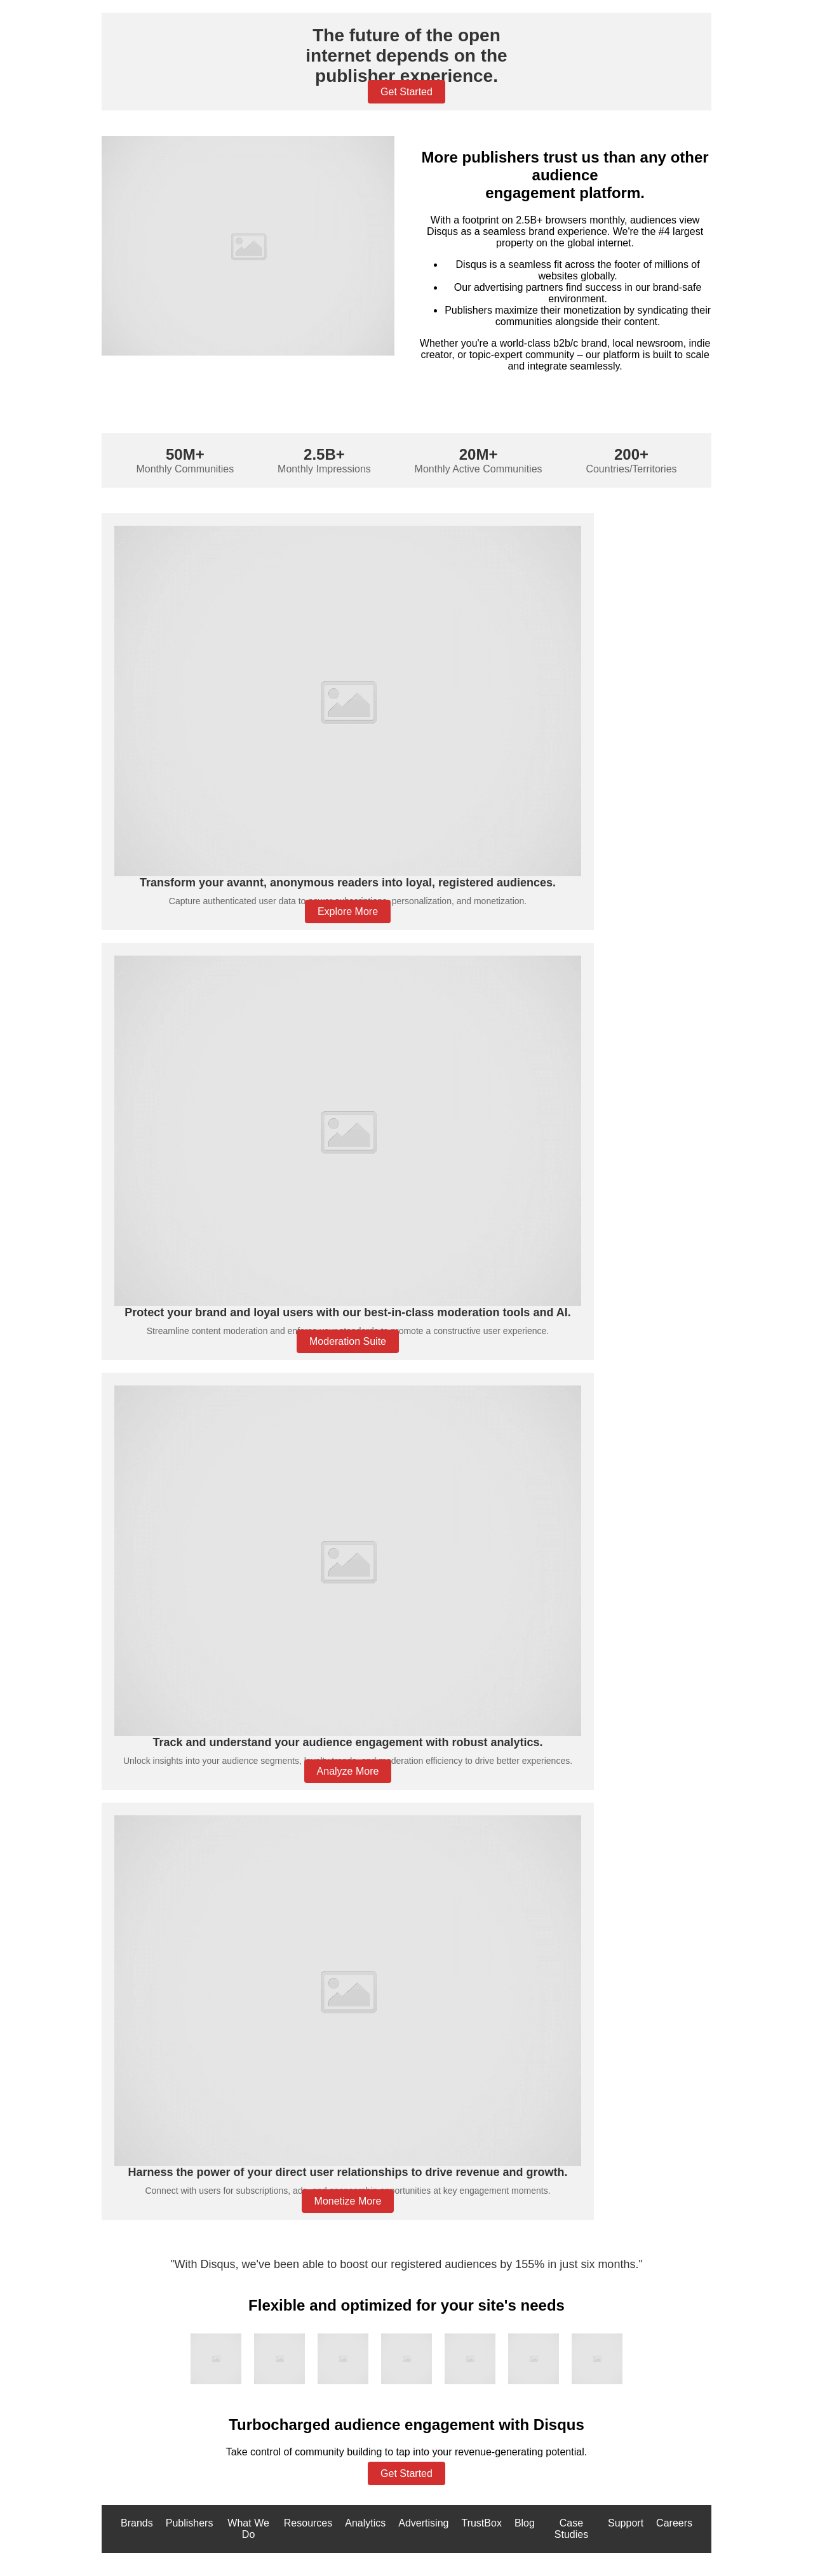 The future of the open
internet depends on the
publisher experience.
Get Started
More publishers trust us than any other
audience
engagement platform.
With a footprint on 2.5B+ browsers monthly, audiences view
Disqus as a seamless brand experience. We're the #4 largest
property on the global internet.
• Disqus is a seamless fit across the footer of millions of
websites globally.
• Our advertising partners find success in our brand-safe
environment.
• Publishers maximize their monetization by syndicating their
communities alongside their content.
Whether you're a world-class b2b/c brand, local newsroom, indie
creator, or topic-expert community – our platform is built to scale
and integrate seamlessly.
50M+ 2.5B+ 20M+ 200+
Monthly Communities Monthly Impressions Monthly Active Communities Countries/Territories
Transform your avannt, anonymous readers into loyal, registered audiences.
Capture authenticated user data to personalization, and monetization.
Explore More
Protect your brand and loyal users with our best-in-class moderation tools and AI.
Streamline content moderation and a constructive user experience.
Moderation Suite
Track and understand your audience engagement with robust analytics.
Unlock insights into your audience segments, efficiency to drive better experiences.
Analyze More
Harness the power of your direct user relationships to drive revenue and growth.
Connect with users for subscriptions, at key engagement moments.
Monetize More
"With Disqus, we've been able to boost our registered audiences by 155% in just six months."
Flexible and optimized for your site's needs
Turbocharged audience engagement with Disqus
Take control of community building to tap into your revenue-generating potential.
Get Started
Brands Publishers What We Resources Analytics Advertising TrustBox Blog Case Support Careers
Do Studies